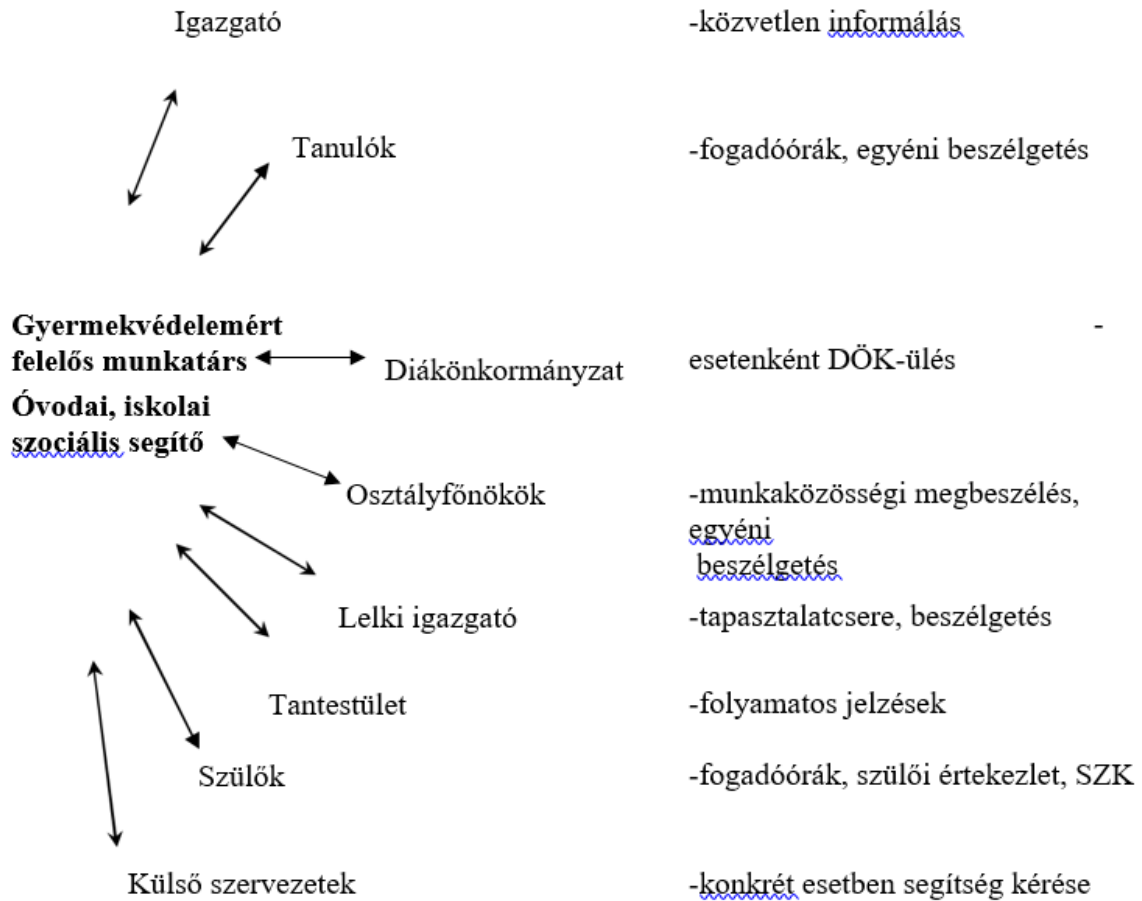 Igazgató -közvetlen informálás
Tanulók -fogadóórák, egyéni beszélgetés
Gyermekvédelemért -
felelős munkatárs Diákönkormányzat esetenként DÖK-ülés
Óvodai, iskolai
szociális segítő
Osztályfőnökök -munkaközösségi megbeszélés,
egyéni
beszélgetés
Lelki igazgató -tapasztalatcsere, beszélgetés
Tantestület -folyamatos jelzések
Szülők -fogadóórák, szülői értekezlet, SZK
Külső szervezetek -konkrét esetben segítség kérése